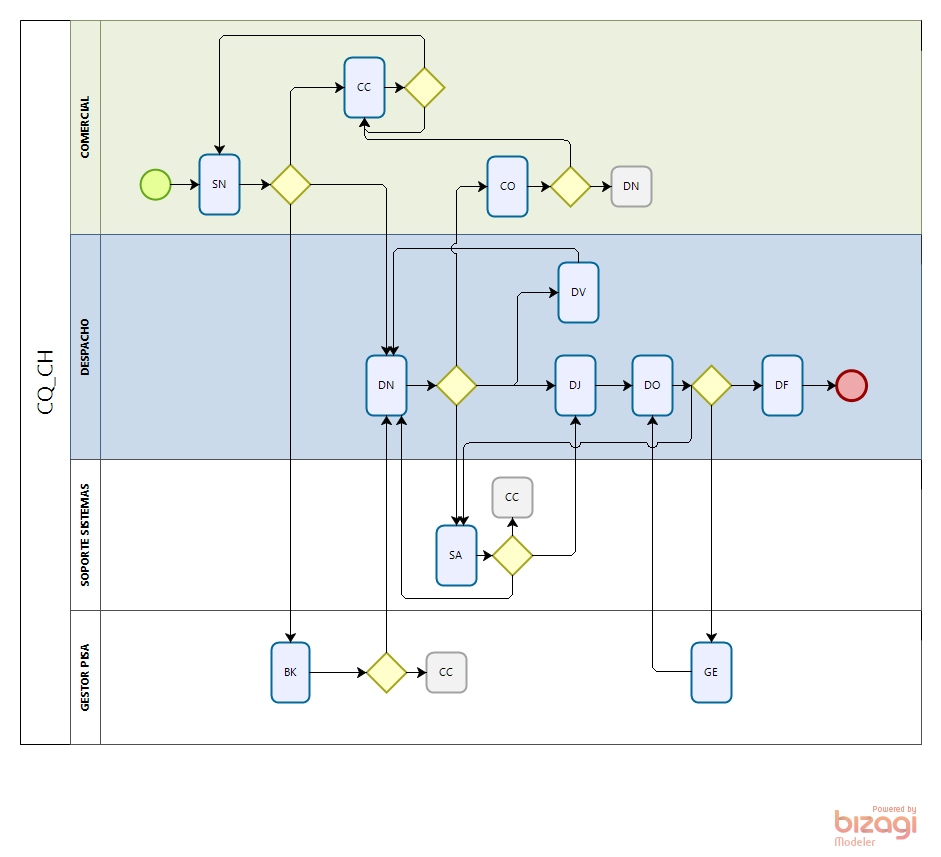 CQ_CH
COMERCIAL
CC
SN
CO
DN
DESPACHO
DV
DN
DJ
DO
DF
SOPORTE SISTEMAS
CC
SA
GESTOR PISA
BK
CC
GE
Powered by
bizagi
Modeler